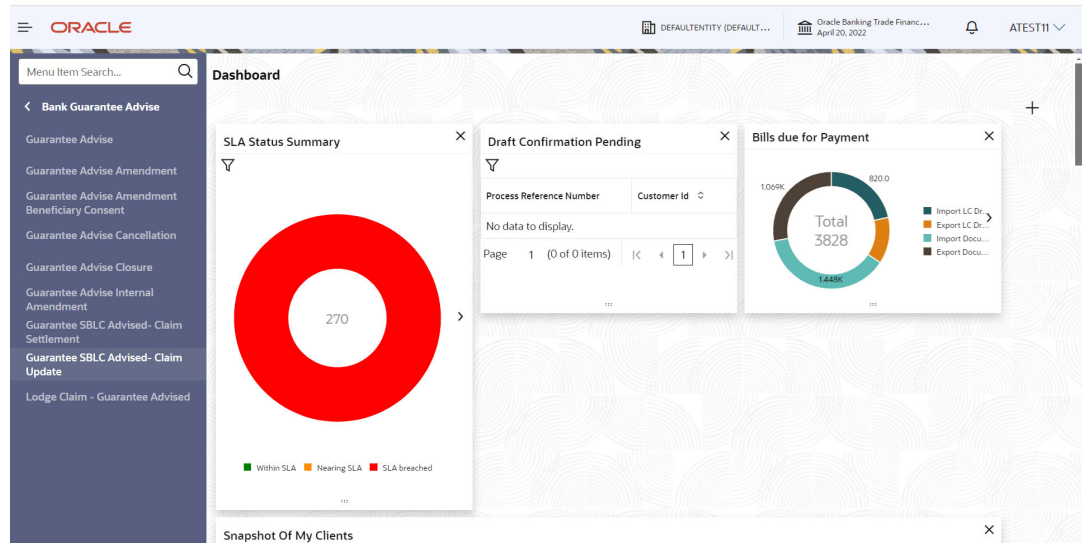 ORACLE
DEFAULTENTITY (DEFAULT...
Oracle Banking Trade Financ...
April 20, 2022
ATEST11
Menu Item Search...
Bank Guarantee Advise
Guarantee Advise
Guarantee Advise Amendment
Guarantee Advise Amendment
Beneficiary Consent
Guarantee Advise Cancellation
Guarantee Advise Closure
Guarantee Advise Internal
Amendment
Guarantee SBLC Advised- Claim
Settlement
Guarantee SBLC Advised- Claim
Update
Lodge Claim - Guarantee Advised
Dashboard
SLA Status Summary
270
Within SLA
Nearing SLA
SLA breached
Draft Confirmation Pending
Process Reference Number
Customer Id
No data to display.
Page 1 (0 of 0 items) 1
Bills due for Payment
1.069K
820.0
Total
3828
1.448K
Import LC Dr...
Export LC Dr...
Import Docu...
Export Docu...
Snapshot Of My Clients